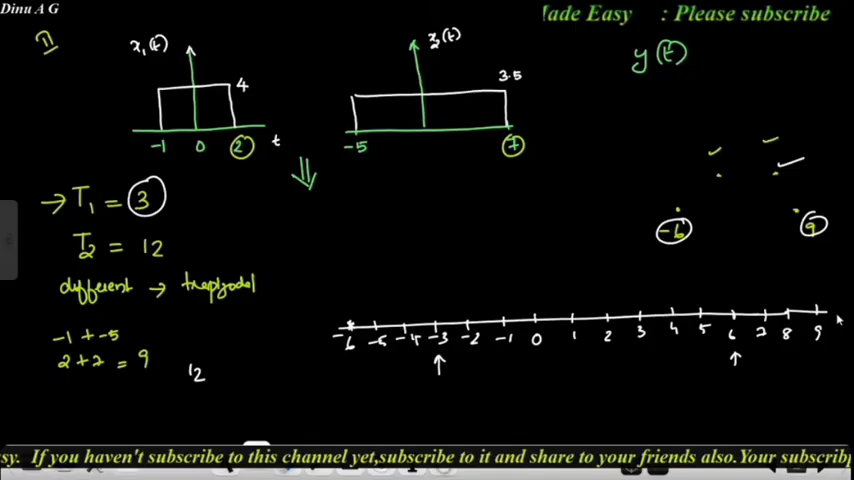 Dinu A G
Made Easy : Please subscribe
II
x₁(t)
4
-1 0 2 t
x₂(t)
3.5
-5 7
y(t)
-6 9
→ T₁ = 3
T₂ = 12
different → trepzodel
-1 + -5
2 + 7 = 9
12
-6 -5 -4 -3 -2 -1 0 1 2 3 4 5 6 7 8 9
sy. If you haven't subscribe to this channel yet,subscribe to it and share to your friends also.Your subscrib